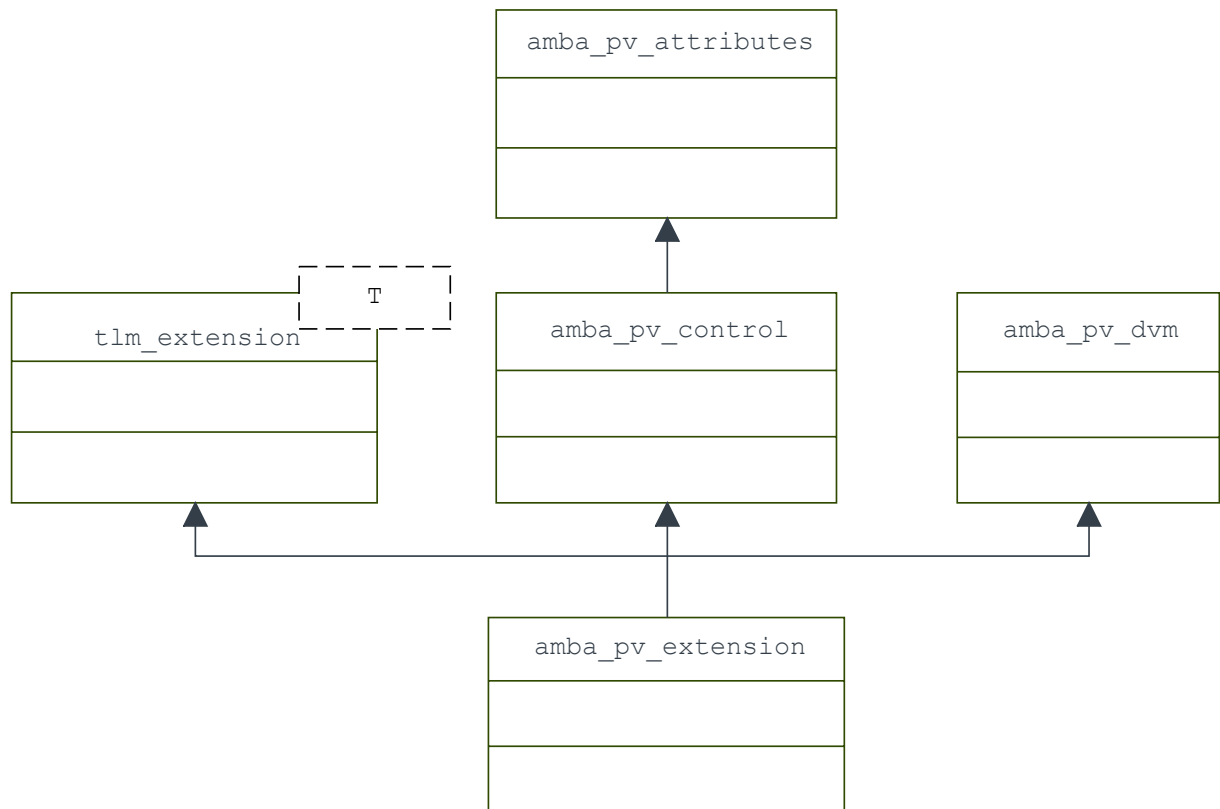 amba_pv_attributes
T
tlm_extension
amba_pv_control
amba_pv_dvm
amba_pv_extension